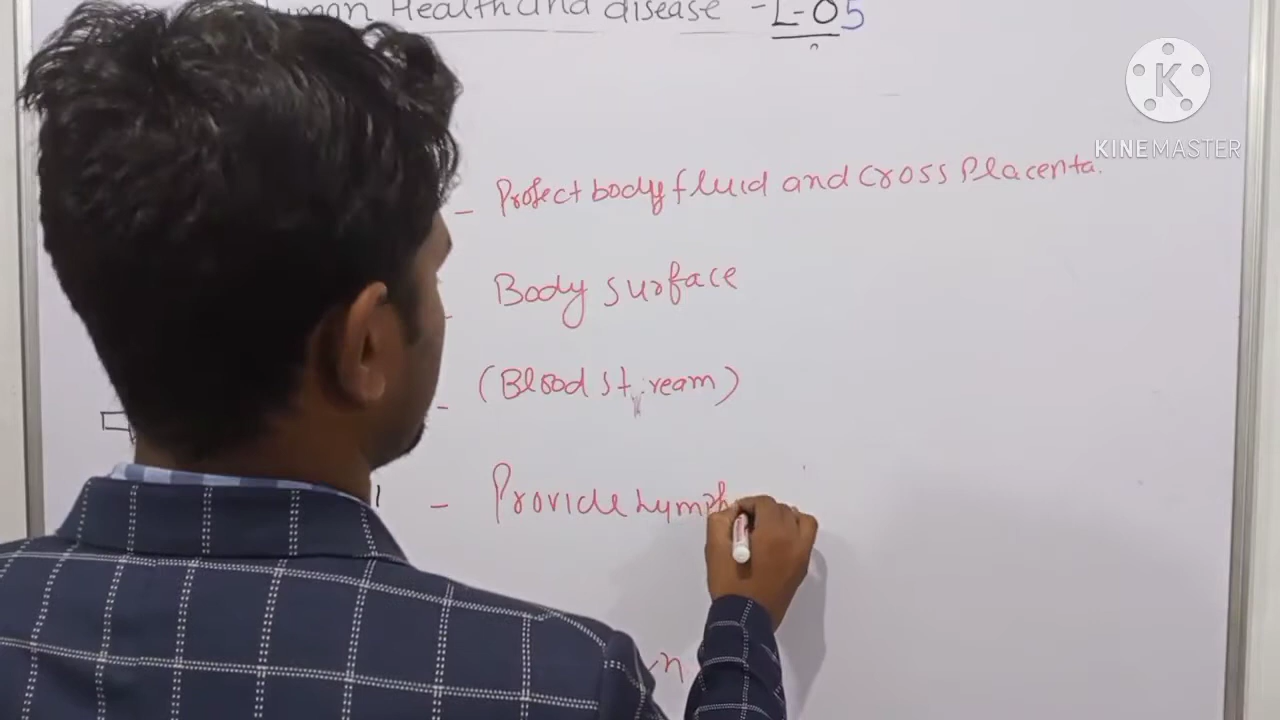 Human Health and disease - L-05
K
KINEMASTER
- Protect body fluid and cross Placenta.
- Body surface
- (Blood stream)
- Provide Lymph